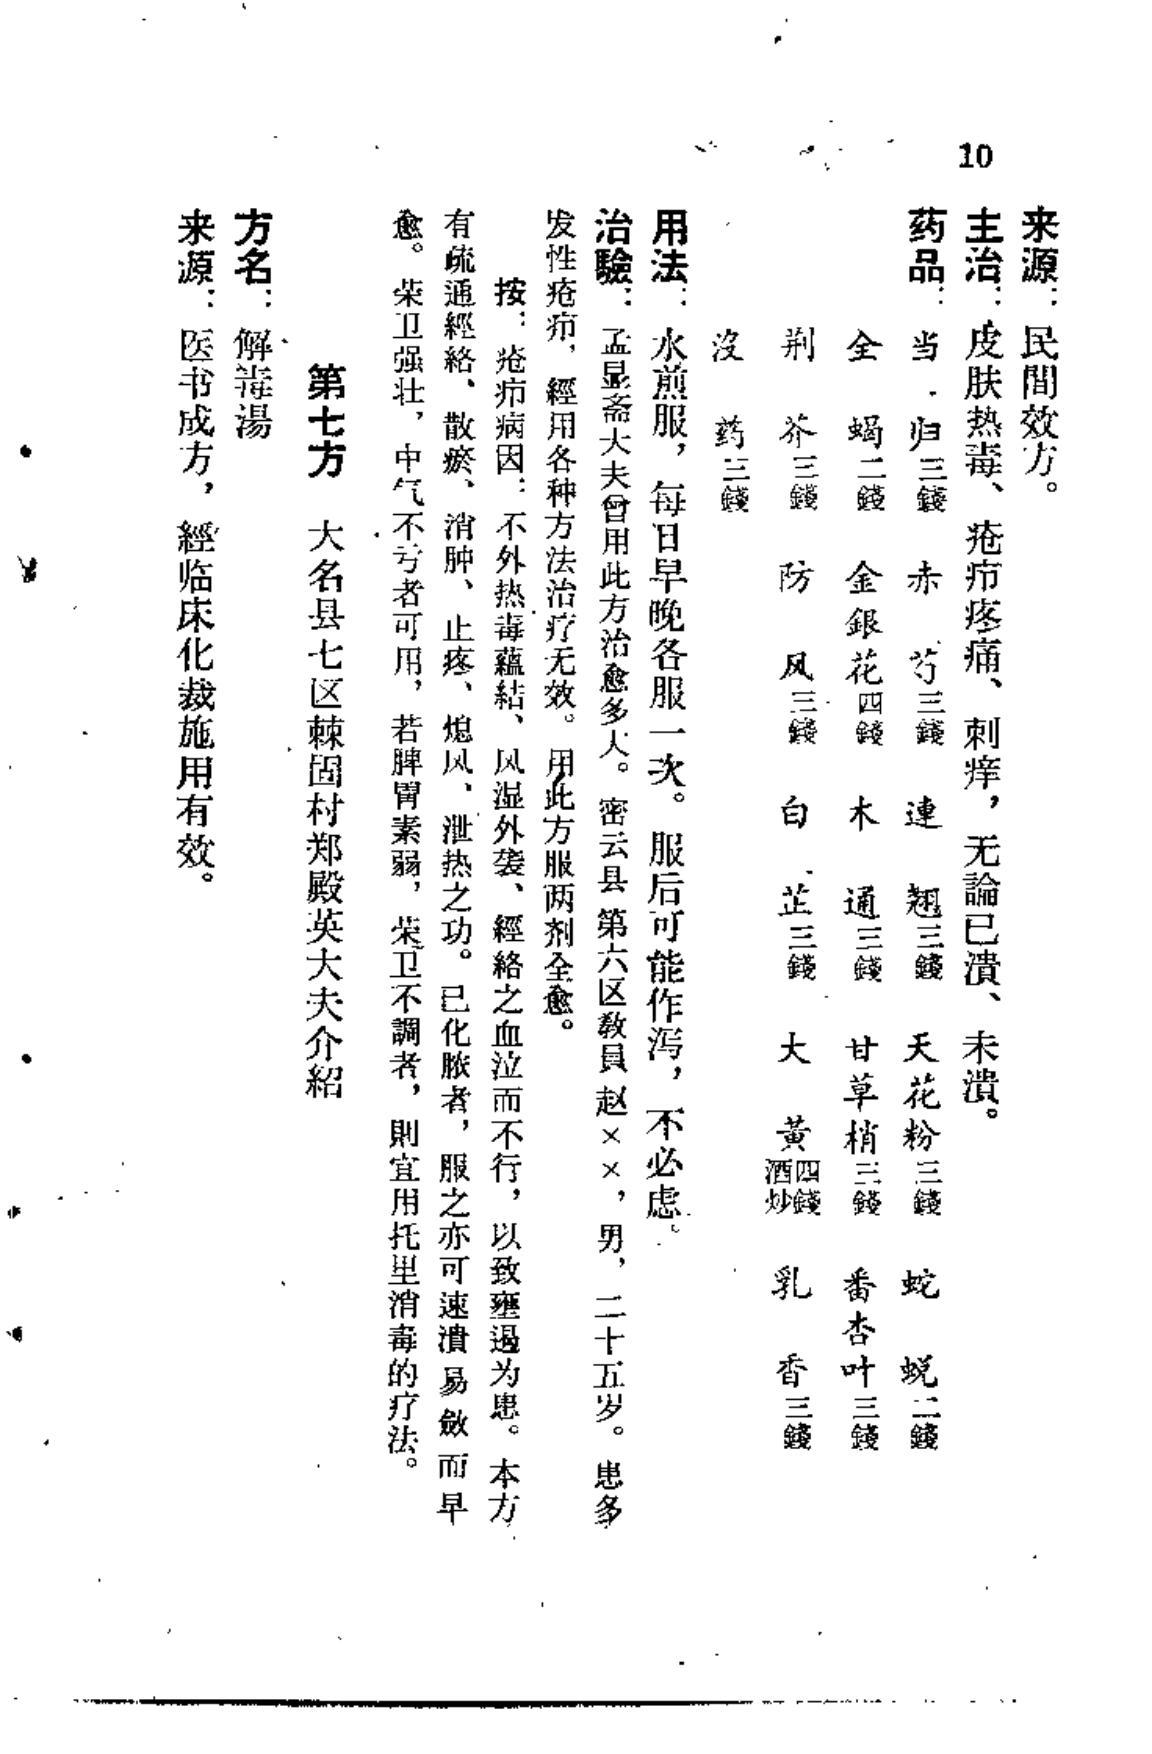 10
来源：民間效方。
主治：皮肤热毒、疮疖疼痛、刺痒，无論已潰、未潰。
药品：当归三錢　赤芍三錢　連翘三錢　天花粉三錢　蛇蜕二錢
全蝎二錢　金銀花四錢　木通三錢　甘草梢三錢　番杏叶三錢
荆芥三錢　防风三錢　白芷三錢　大黃四錢酒炒　乳香三錢
沒药三錢
用法：水煎服，每日早晚各服一次。服后可能作泻，不必虑。
治驗：孟显斋大夫曾用此方治愈多人。密云县第六区教員赵××，男，二十五岁。患多
发性疮疖，經用各种方法治疗无效。用此方服两剂全愈。
按：疮疖病因：不外热毒蘊結、风湿外袭、經絡之血泣而不行，以致壅遏为患。本方
有疏通經絡、散瘀、消肿、止疼、熄风、泄热之功。已化脓者，服之亦可速潰易斂而早
愈。荣卫强壮，中气不亏者可用，若脾胃素弱，荣卫不調者，則宜用托里消毒的疗法。
第七方　大名县七区棘固村郑殿英大夫介紹
方名：解毒湯
来源：医书成方，經临床化裁施用有效。